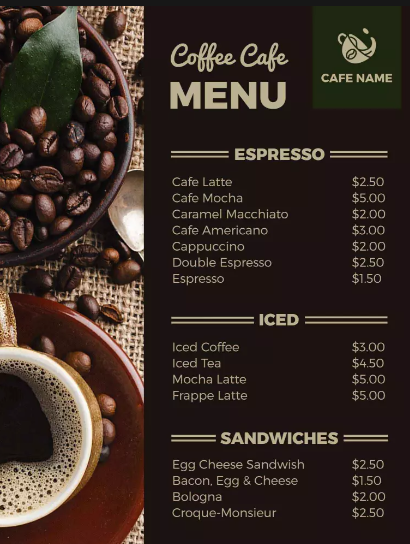 Coffee Cafe
MENU
CAFE NAME
ESPRESSO
Cafe Latte $2.50
Cafe Mocha $5.00
Caramel Macchiato $2.00
Cafe Americano $3.00
Cappuccino $2.00
Double Espresso $2.50
Espresso $1.50
ICED
Iced Coffee $3.00
Iced Tea $4.50
Mocha Latte $5.00
Frappe Latte $5.00
SANDWICHES
Egg Cheese Sandwish $2.50
Bacon, Egg & Cheese $1.50
Bologna $2.00
Croque-Monsieur $2.50